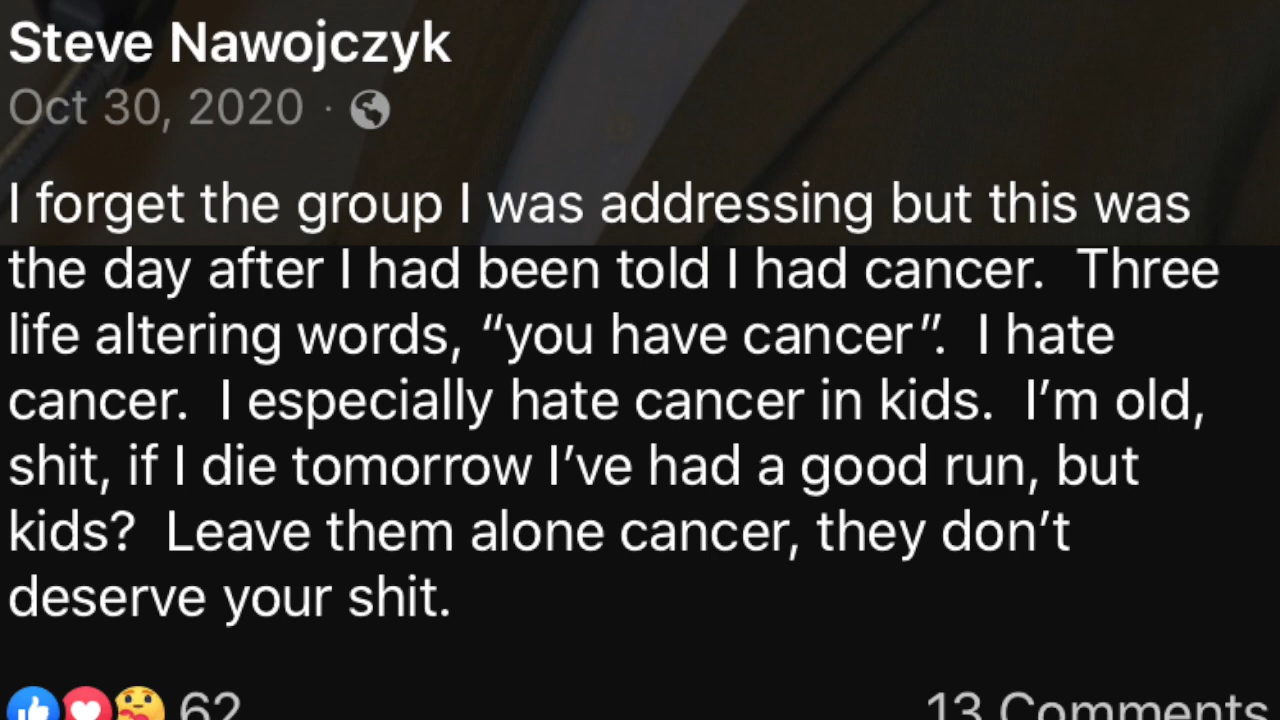 Steve Nawojczyk
Oct 30, 2020 ·
I forget the group I was addressing but this was
the day after I had been told I had cancer.  Three
life altering words, “you have cancer”.  I hate
cancer.  I especially hate cancer in kids.  I’m old,
shit, if I die tomorrow I’ve had a good run, but
kids?  Leave them alone cancer, they don’t
deserve your shit.
62 13 Comments